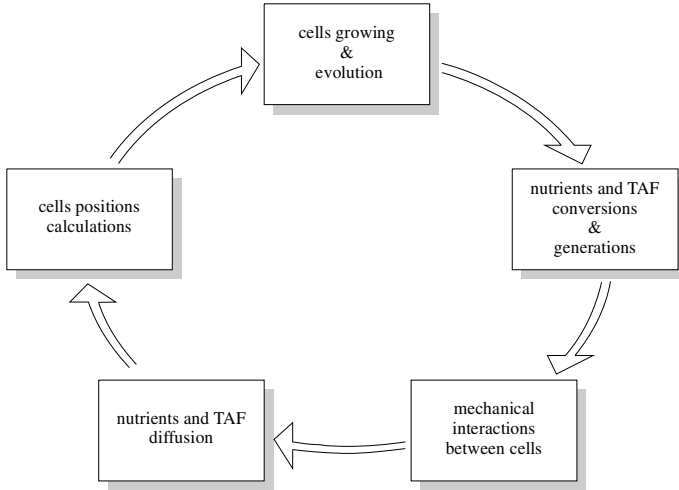 cells growing
&
evolution
nutrients and TAF
conversions
&
generations
mechanical
interactions
between cells
nutrients and TAF
diffusion
cells positions
calculations